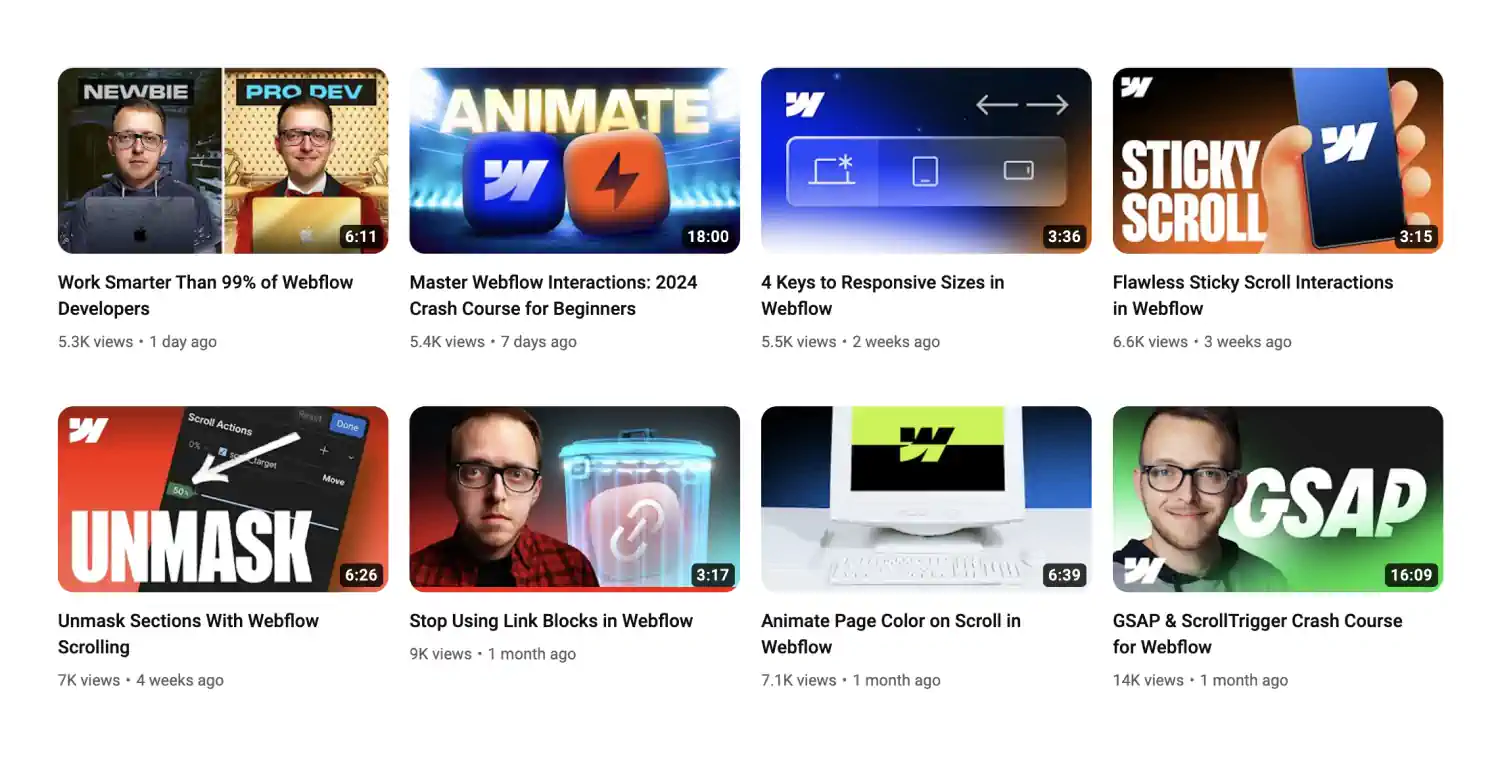 NEWBIE
PRO DEV
6:11
ANIMATE
18:00
3:36
STICKY
SCROLL
3:15
Work Smarter Than 99% of Webflow
Developers
5.3K views • 1 day ago
Master Webflow Interactions: 2024
Crash Course for Beginners
5.4K views • 7 days ago
4 Keys to Responsive Sizes in
Webflow
5.5K views • 2 weeks ago
Flawless Sticky Scroll Interactions
in Webflow
6.6K views • 3 weeks ago
Scroll Actions
Reset
Done
0%
Move
50%
UNMASK
6:26
3:17
6:39
GSAP
16:09
Unmask Sections With Webflow
Scrolling
7K views • 4 weeks ago
Stop Using Link Blocks in Webflow
9K views • 1 month ago
Animate Page Color on Scroll in
Webflow
7.1K views • 1 month ago
GSAP & ScrollTrigger Crash Course
for Webflow
14K views • 1 month ago